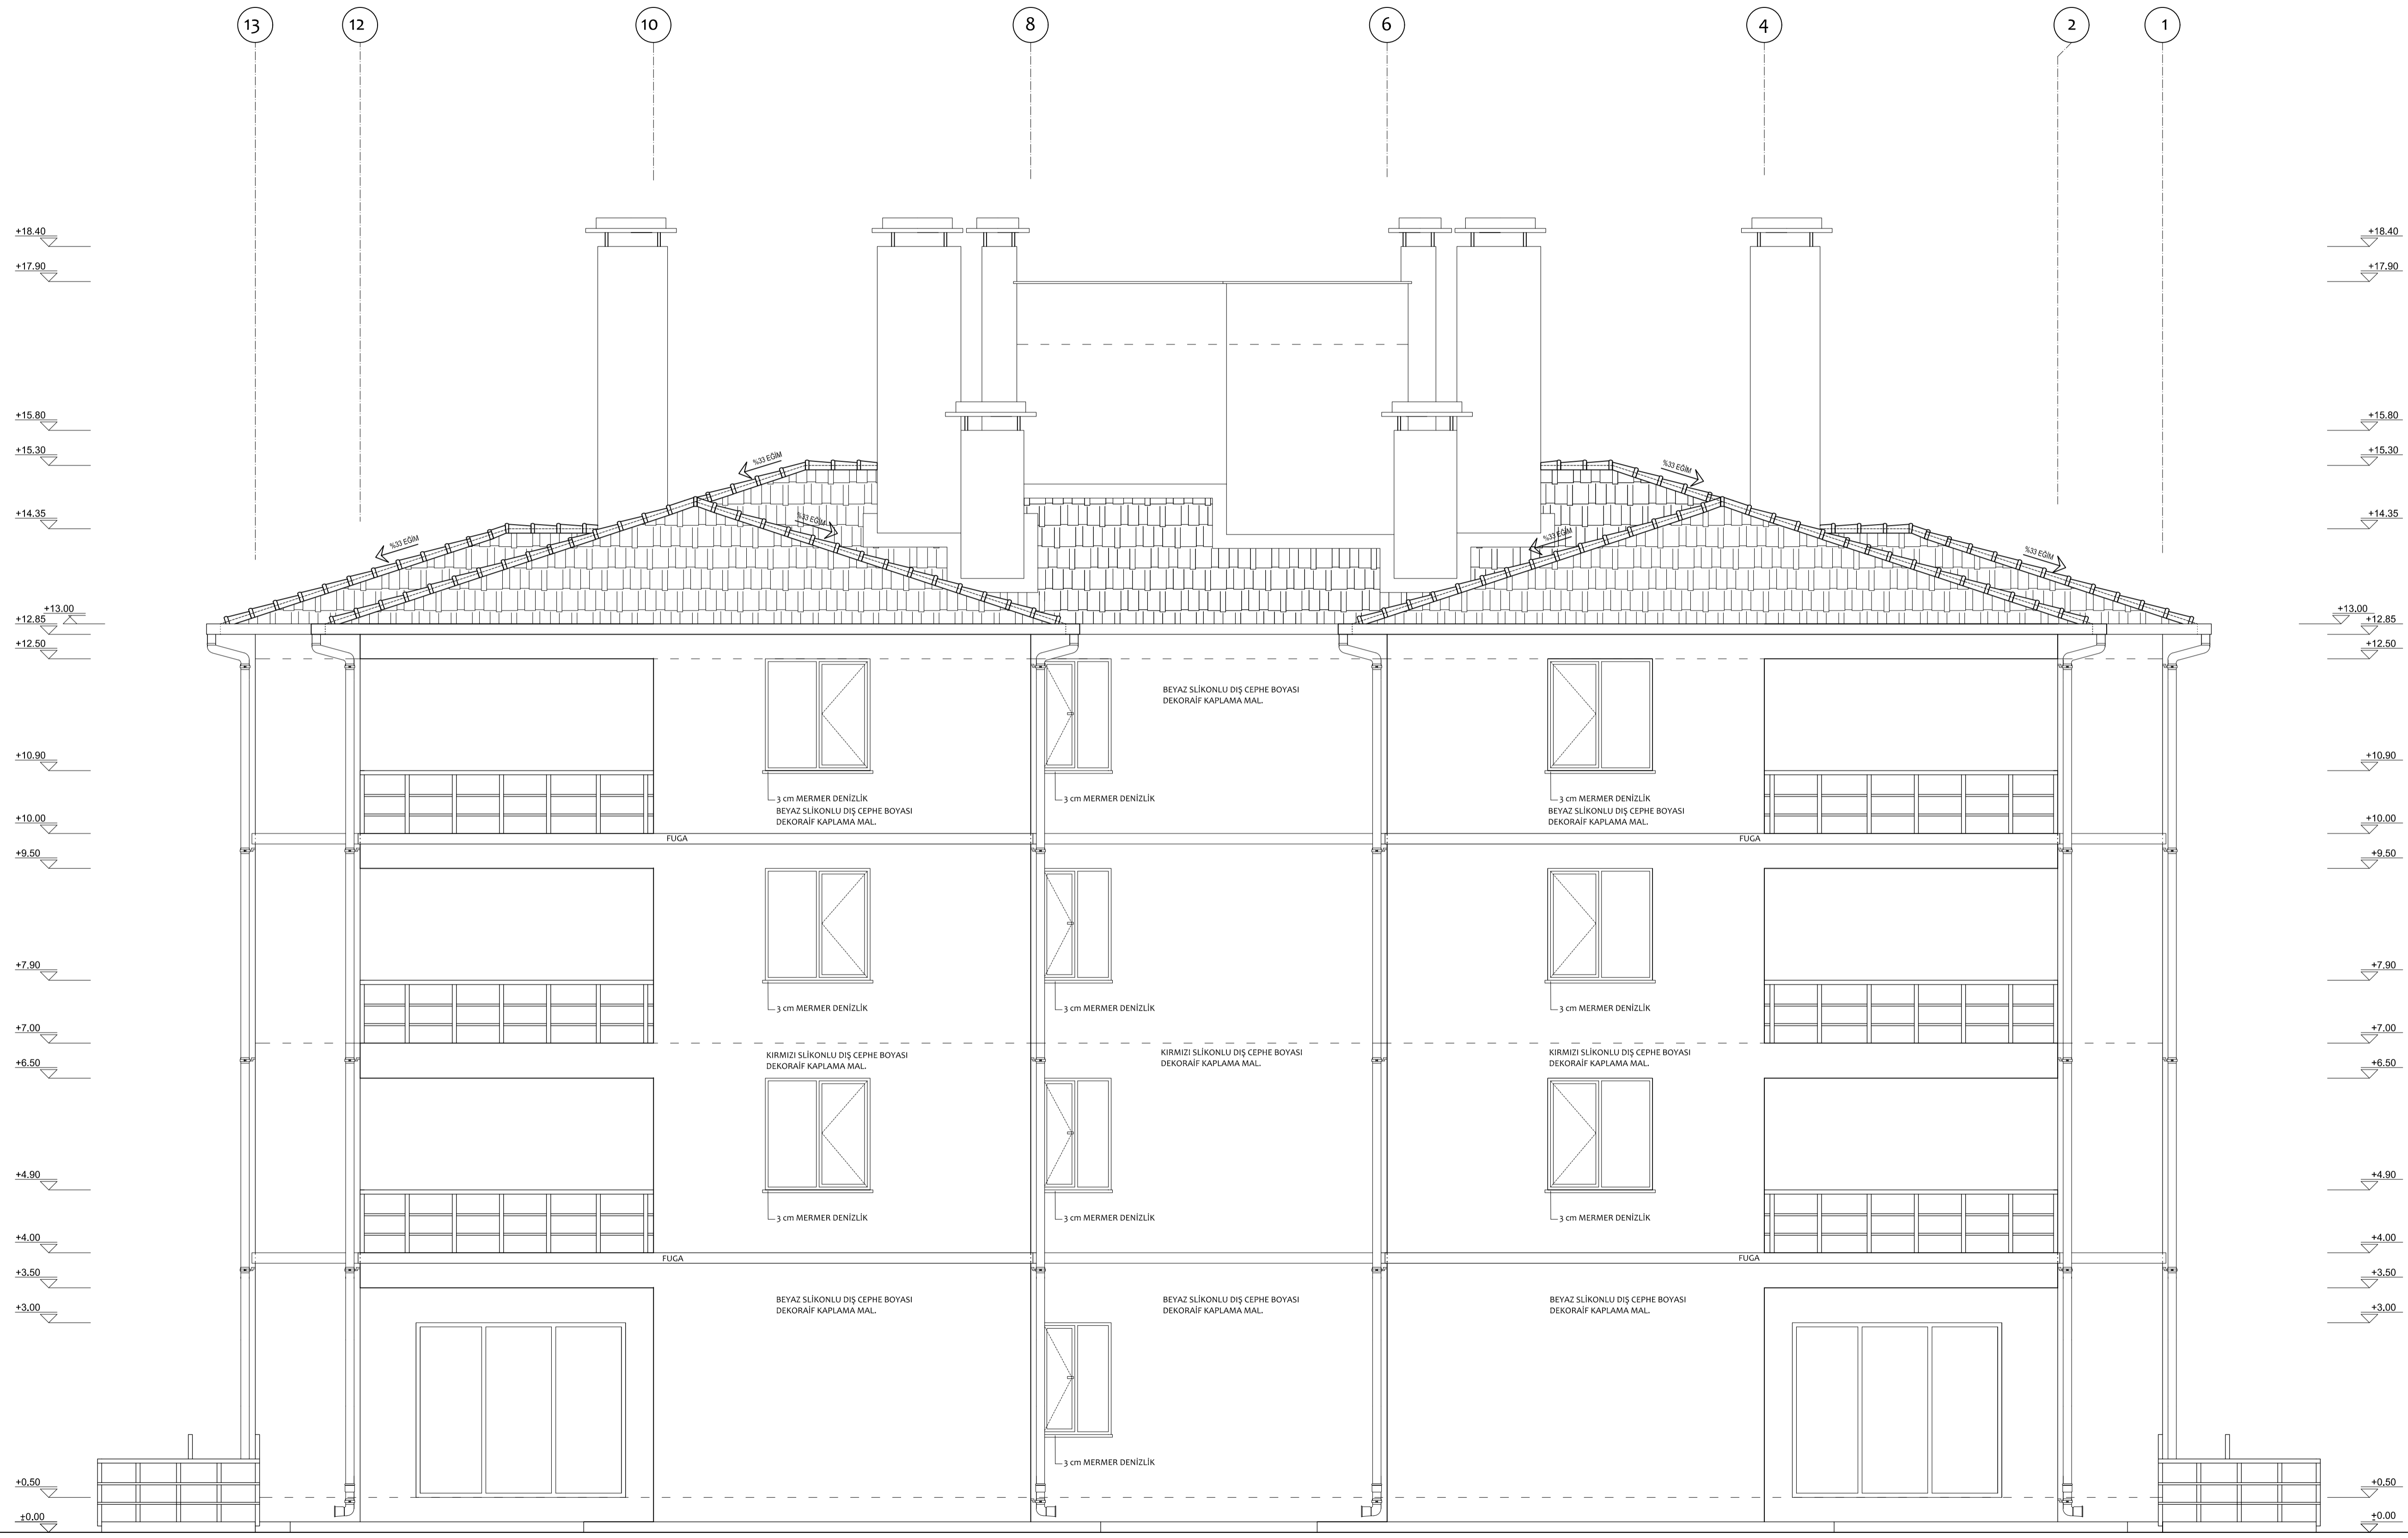 13 12 10 8 6 4 2 1
+18.40 +18.40
+17.90 +17.90
+15.80 +15.80
+15.30 %33 EĞİM %33 EĞİM +15.30
+14.35 %33 EĞİM %33 EĞİM %33 EĞİM %33 EĞİM +14.35
+13.00 +13.00
+12.85 +12.85
+12.50 +12.50
BEYAZ SLİKONLU DIŞ CEPHE BOYASI
DEKORAİF KAPLAMA MAL.
+10.90 +10.90
3 cm MERMER DENİZLİK 3 cm MERMER DENİZLİK 3 cm MERMER DENİZLİK
BEYAZ SLİKONLU DIŞ CEPHE BOYASI BEYAZ SLİKONLU DIŞ CEPHE BOYASI
DEKORAİF KAPLAMA MAL. DEKORAİF KAPLAMA MAL.
+10.00 +10.00
FUGA FUGA
+9.50 +9.50
+7.90 +7.90
3 cm MERMER DENİZLİK 3 cm MERMER DENİZLİK 3 cm MERMER DENİZLİK
+7.00 +7.00
KIRMIZI SLİKONLU DIŞ CEPHE BOYASI KIRMIZI SLİKONLU DIŞ CEPHE BOYASI KIRMIZI SLİKONLU DIŞ CEPHE BOYASI
DEKORAİF KAPLAMA MAL. DEKORAİF KAPLAMA MAL. DEKORAİF KAPLAMA MAL.
+6.50 +6.50
+4.90 +4.90
3 cm MERMER DENİZLİK 3 cm MERMER DENİZLİK 3 cm MERMER DENİZLİK
+4.00 +4.00
FUGA FUGA
+3.50 +3.50
BEYAZ SLİKONLU DIŞ CEPHE BOYASI BEYAZ SLİKONLU DIŞ CEPHE BOYASI BEYAZ SLİKONLU DIŞ CEPHE BOYASI
DEKORAİF KAPLAMA MAL. DEKORAİF KAPLAMA MAL. DEKORAİF KAPLAMA MAL.
+3.00 +3.00
3 cm MERMER DENİZLİK
+0.50 +0.50
±0.00 ±0.00